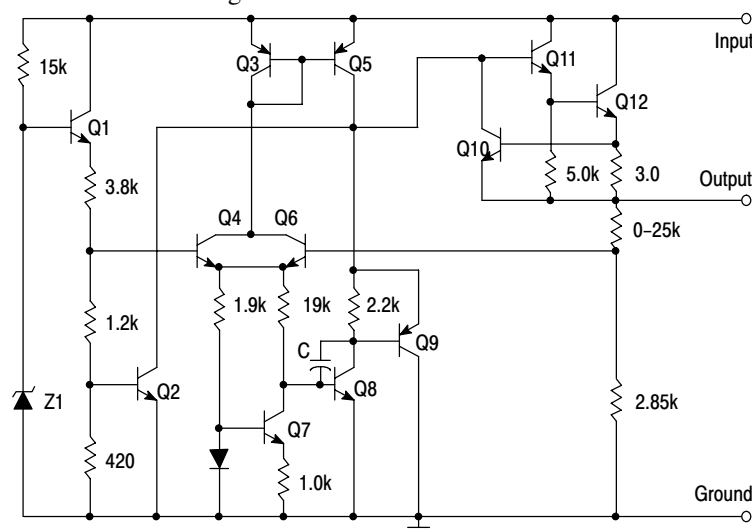 Input
15k
Q3
Q5
Q11
Q12
Q1
Q10
3.8k
5.0k
3.0
Output
Q4
Q6
0–25k
1.2k
1.9k
19k
2.2k
C
Q9
Z1
Q2
Q8
2.85k
Q7
420
1.0k
Ground